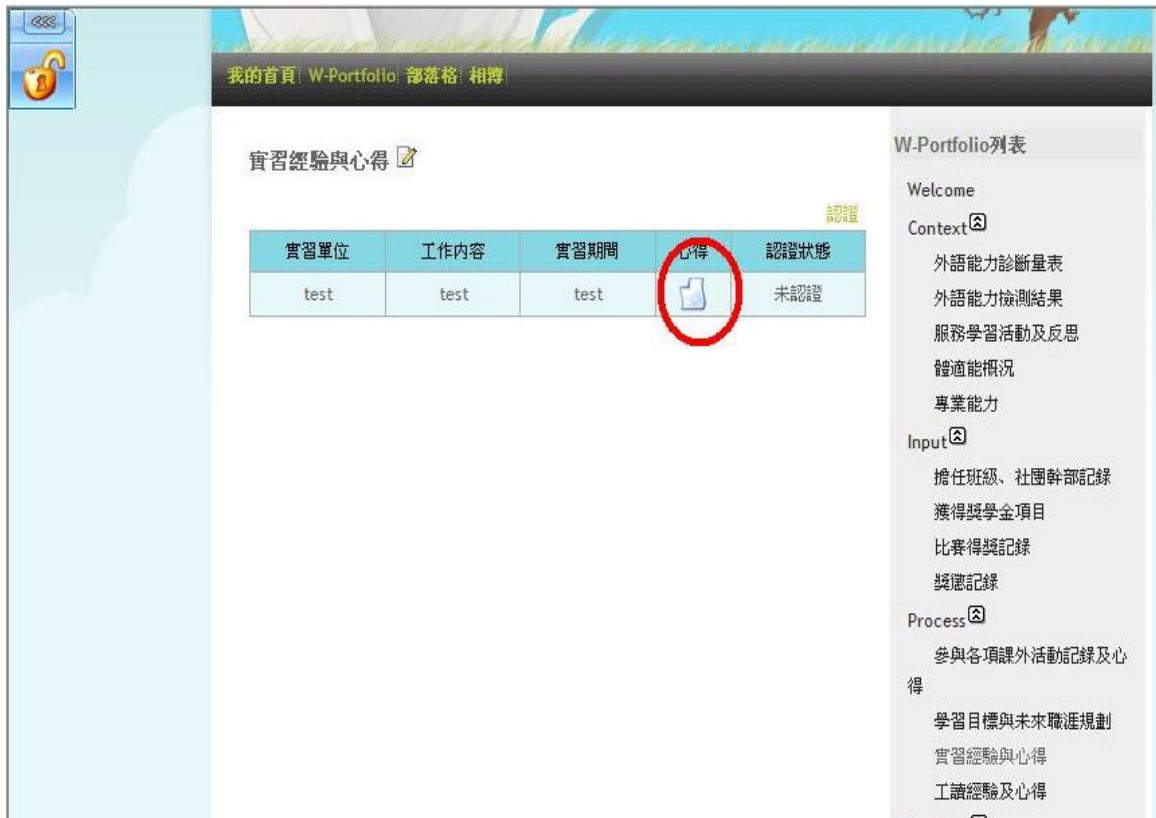 我的首頁 W-Portfolio 部落格 相簿
實習經驗與心得
認證
實習單位 工作內容 實習期間 心得 認證狀態
test test test 未認證
W-Portfolio列表
Welcome
Context
外語能力診斷量表
外語能力檢測結果
服務學習活動及反思
體適能概況
專業能力
Input
擔任班級、社團幹部記錄
獲得獎學金項目
比賽得獎記錄
獎懲記錄
Process
參與各項課外活動記錄及心
得
學習目標與未來職涯規劃
實習經驗與心得
工讀經驗及心得